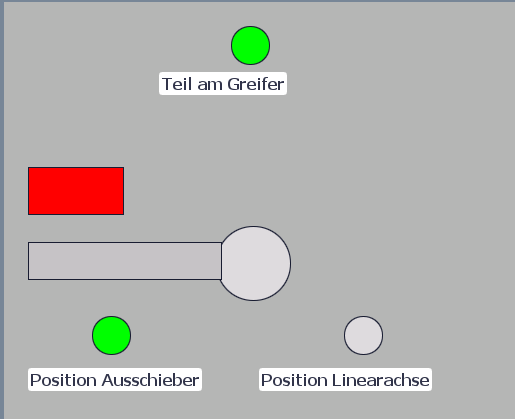 Teil am Greifer
Position Ausschieber
Position Linearachse